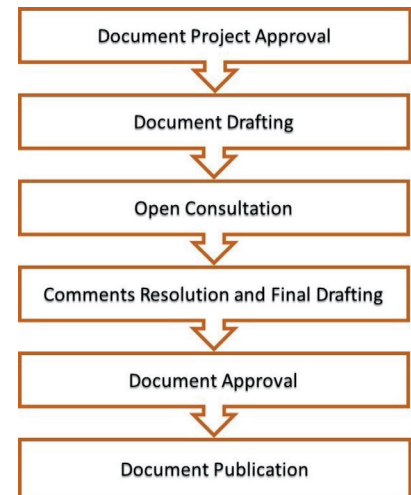 Document Project Approval
Document Drafting
Open Consultation
Comments Resolution and Final Drafting
Document Approval
Document Publication